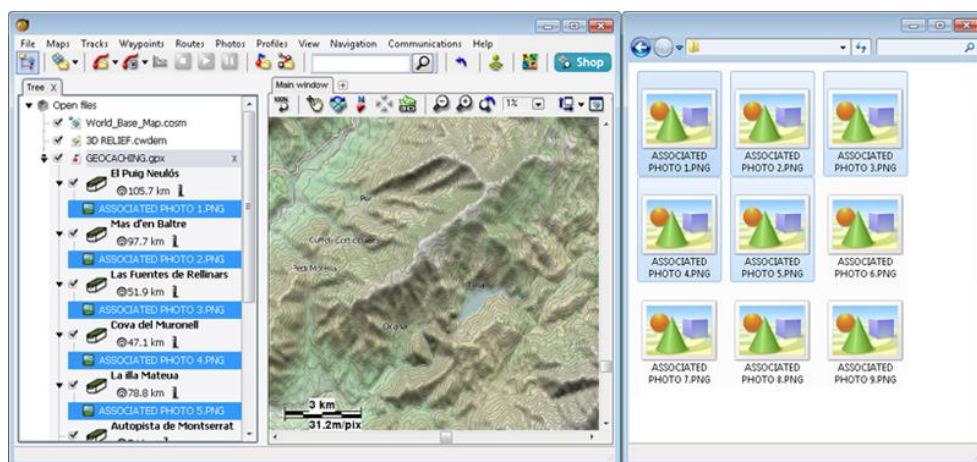 File Maps Tracks Waypoints Routes Photos Profiles View Navigation Communications Help
Shop
Tree X
Main window
100%
1%
Open files
World_Base_Map.cosm
3D RELIEF.cwdem
GEOCACHING.gpx x
El Puig Neulós
105.7 km
ASSOCIATED PHOTO 1.PNG
Mas d'en Baltre
97.7 km
ASSOCIATED PHOTO 2.PNG
Las Fuentes de Rellinars
51.9 km
ASSOCIATED PHOTO 3.PNG
Cova del Muronell
47.1 km
ASSOCIATED PHOTO 4.PNG
La illa Mateua
78.8 km
ASSOCIATED PHOTO 5.PNG
Autopista de Montserrat
3 km
31.2m/pix
ASSOCIATED PHOTO 1.PNG
ASSOCIATED PHOTO 2.PNG
ASSOCIATED PHOTO 3.PNG
ASSOCIATED PHOTO 4.PNG
ASSOCIATED PHOTO 5.PNG
ASSOCIATED PHOTO 6.PNG
ASSOCIATED PHOTO 7.PNG
ASSOCIATED PHOTO 8.PNG
ASSOCIATED PHOTO 9.PNG